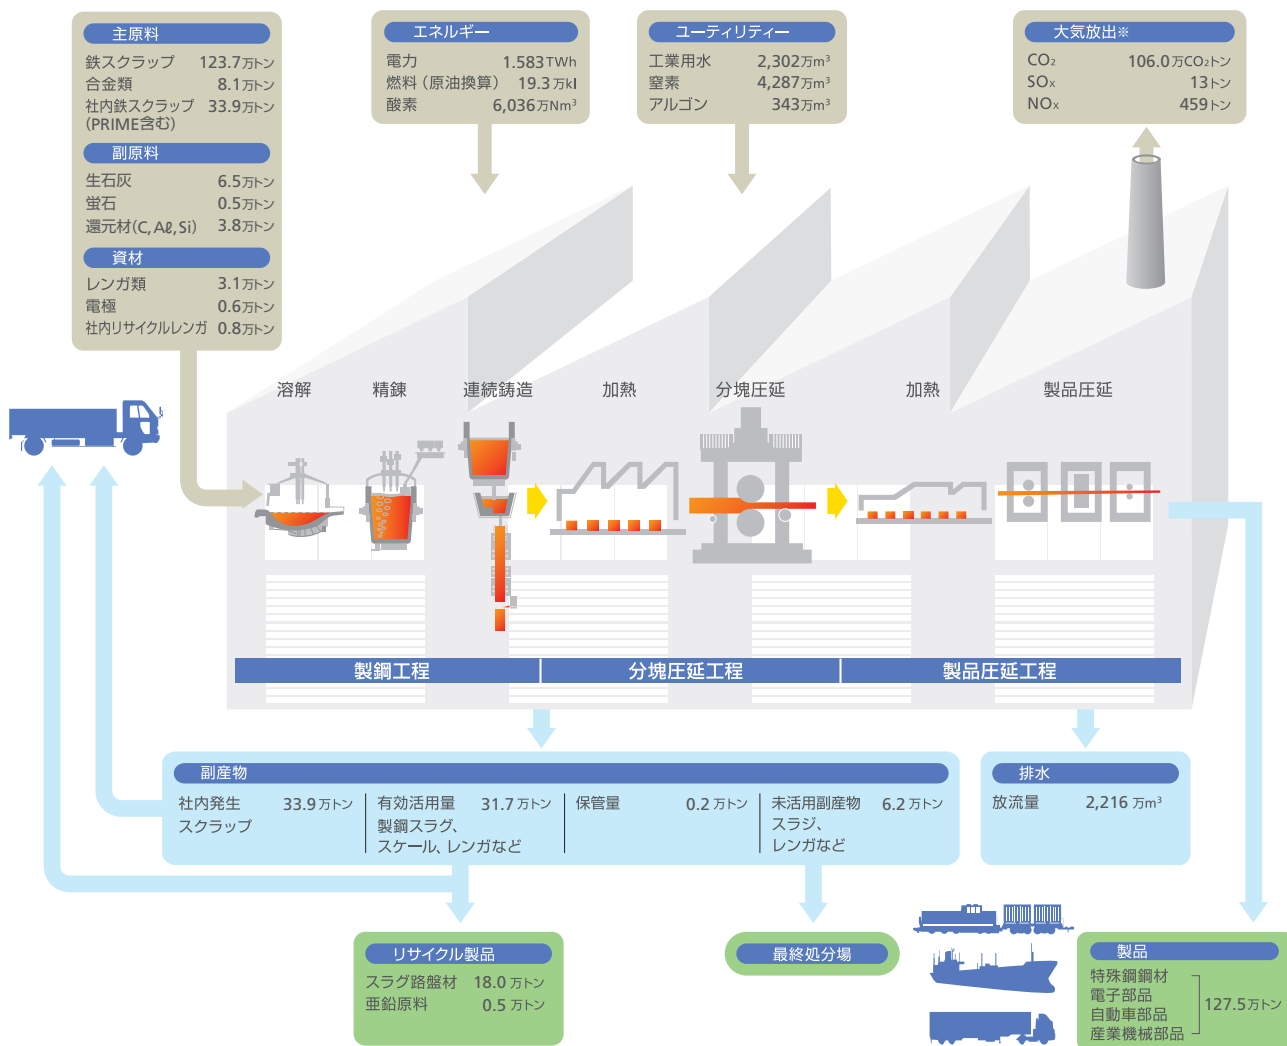 主原料
鉄スクラップ 123.7万トン
合金類 8.1万トン
社内鉄スクラップ 33.9万トン
(PRIME含む)
副原料
生石灰 6.5万トン
蛍石 0.5万トン
還元材(C,Aℓ,Si) 3.8万トン
資材
レンガ類 3.1万トン
電極 0.6万トン
社内リサイクルレンガ 0.8万トン
エネルギー
電力 1.583TWh
燃料(原油換算) 19.3万kl
酸素 6,036万Nm³
ユーティリティー
工業用水 2,302万m³
窒素 4,287万m³
アルゴン 343万m³
大気放出※
CO₂ 106.0万CO₂トン
SOx 13トン
NOx 459トン
溶解 精錬 連続鋳造 加熱 分塊圧延 加熱 製品圧延
製鋼工程 分塊圧延工程 製品圧延工程
副産物
社内発生 33.9万トン
スクラップ
有効活用量 31.7万トン
製鋼スラグ、
スケール、レンガなど
保管量 0.2万トン
未活用副産物 6.2万トン
スラジ、
レンガなど
排水
放流量 2,216万m³
リサイクル製品
スラグ路盤材 18.0万トン
亜鉛原料 0.5万トン
最終処分場
製品
特殊鋼鋼材
電子部品
自動車部品
産業機械部品
127.5万トン